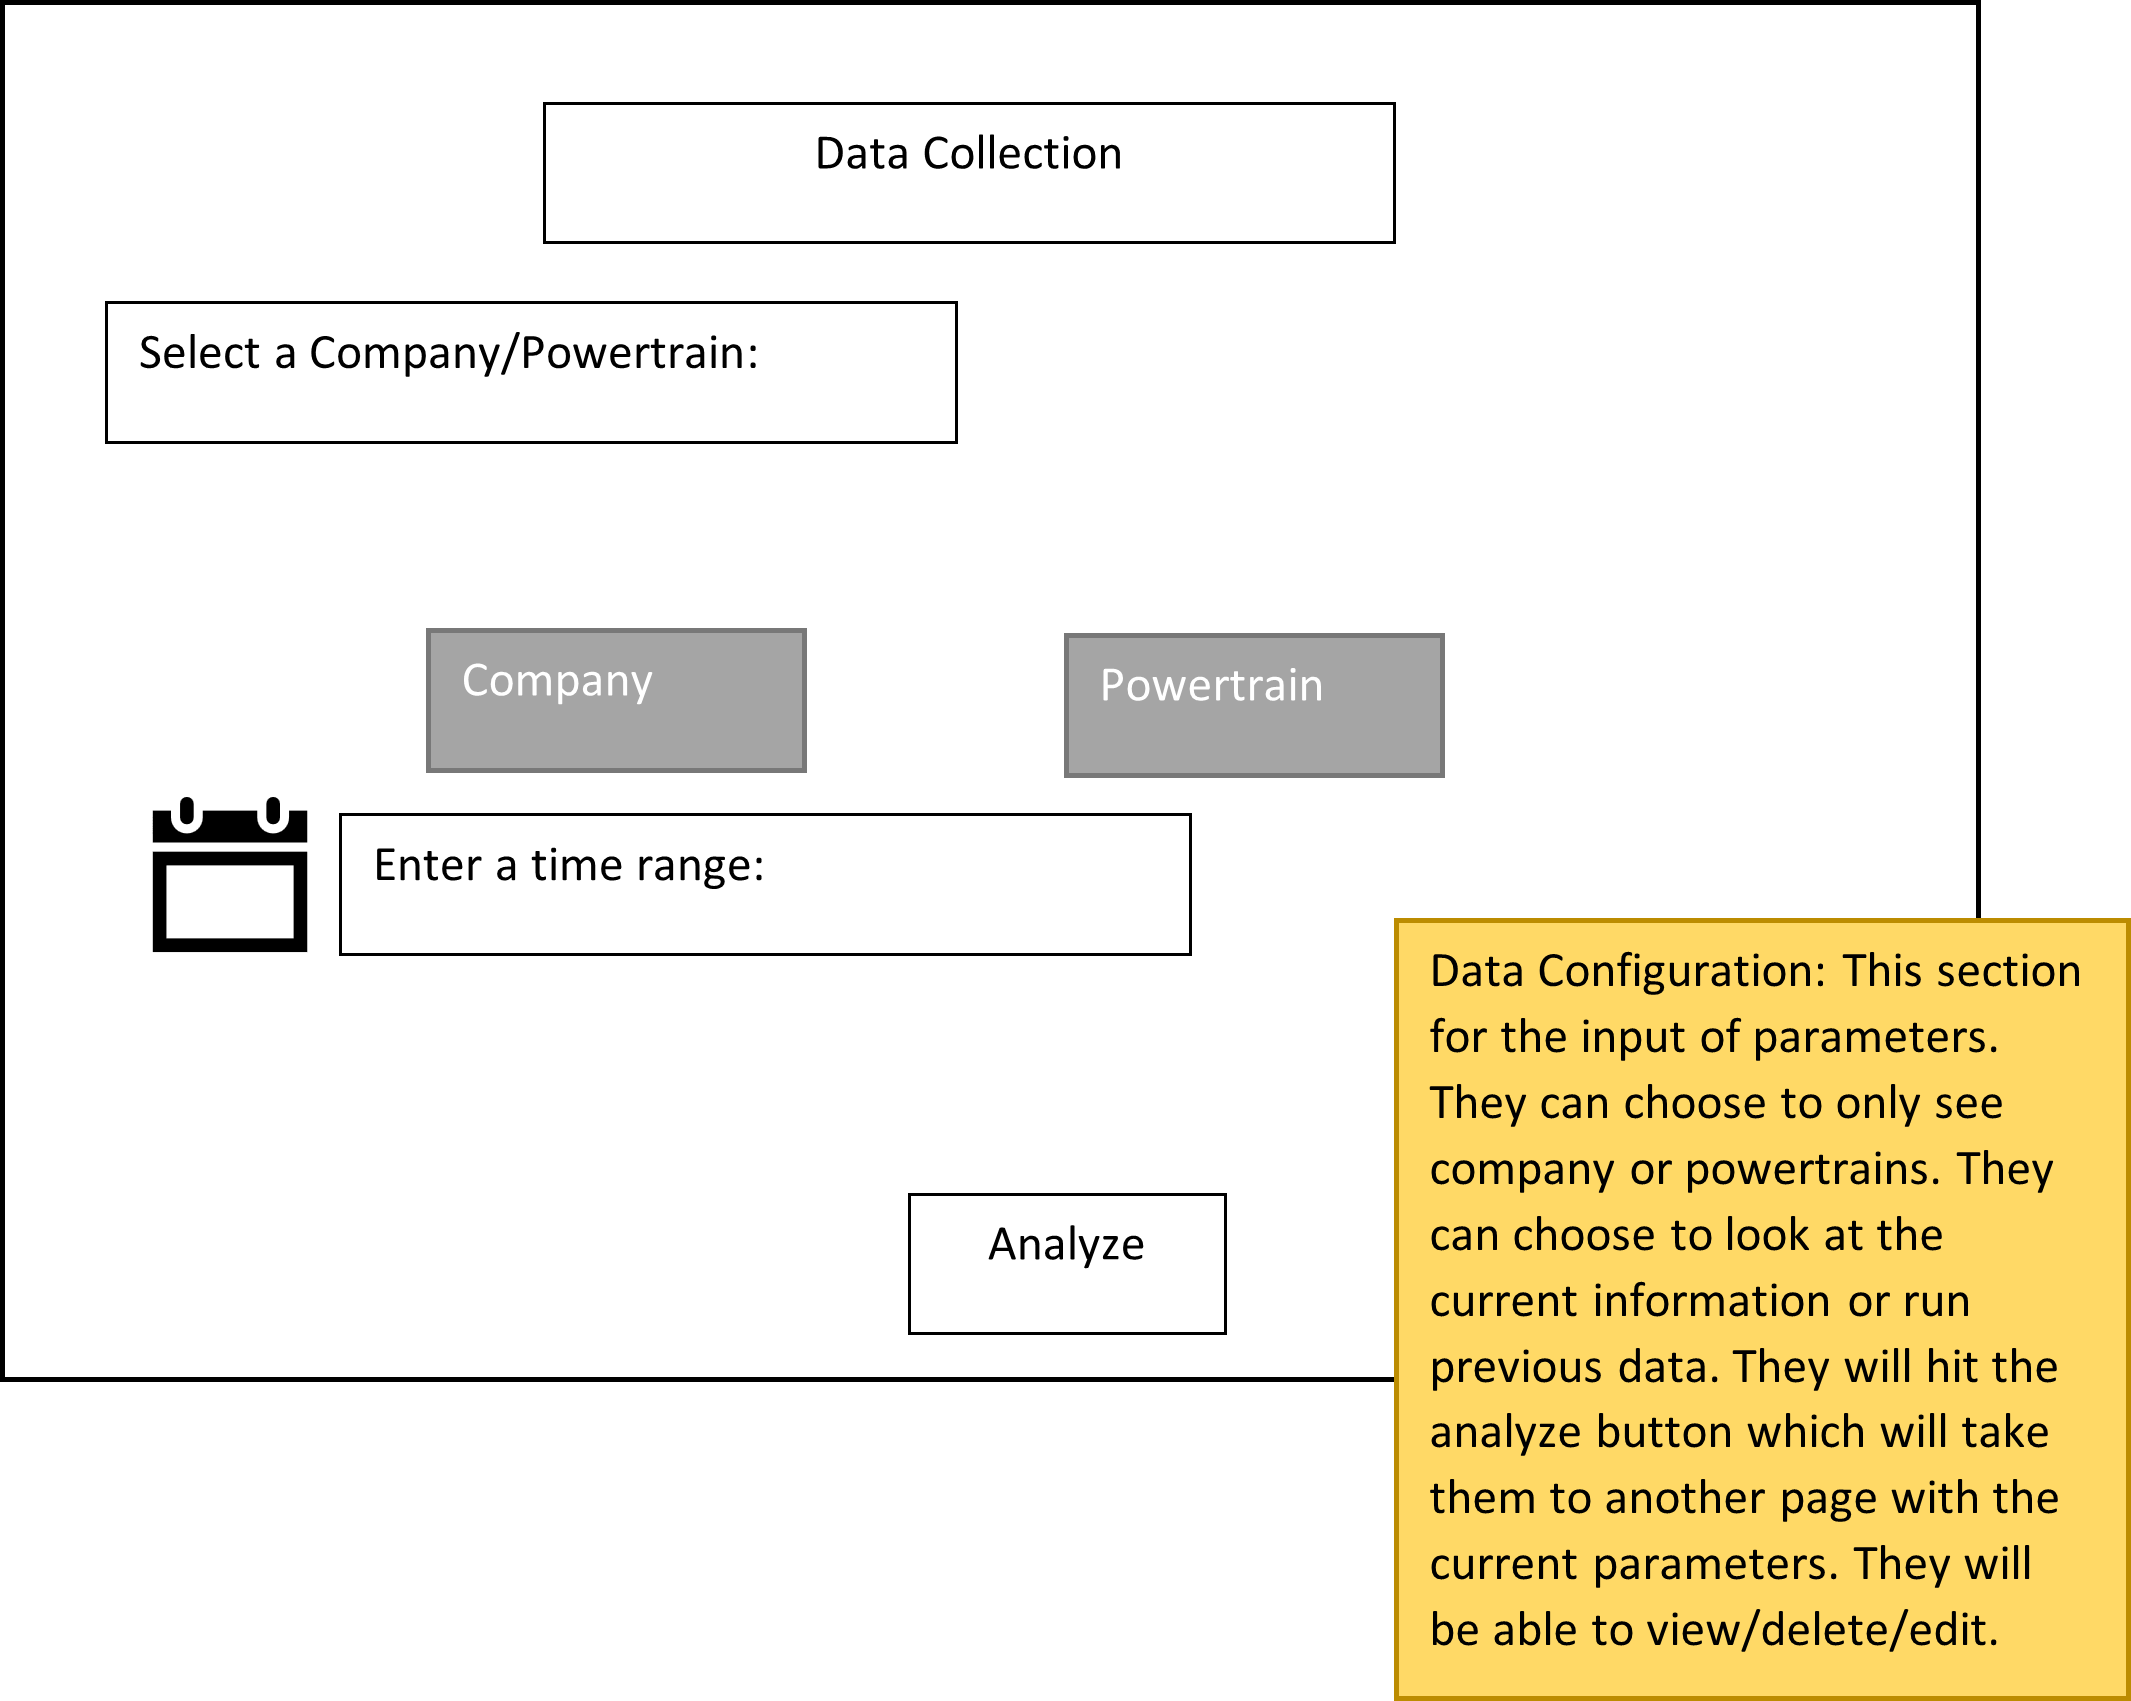 Data Collection
Select a Company/Powertrain:
Company
Powertrain
Enter a time range:
Analyze
Data Configuration: This section
for the input of parameters.
They can choose to only see
company or powertrains. They
can choose to look at the
current information or run
previous data. They will hit the
analyze button which will take
them to another page with the
current parameters. They will
be able to view/delete/edit.